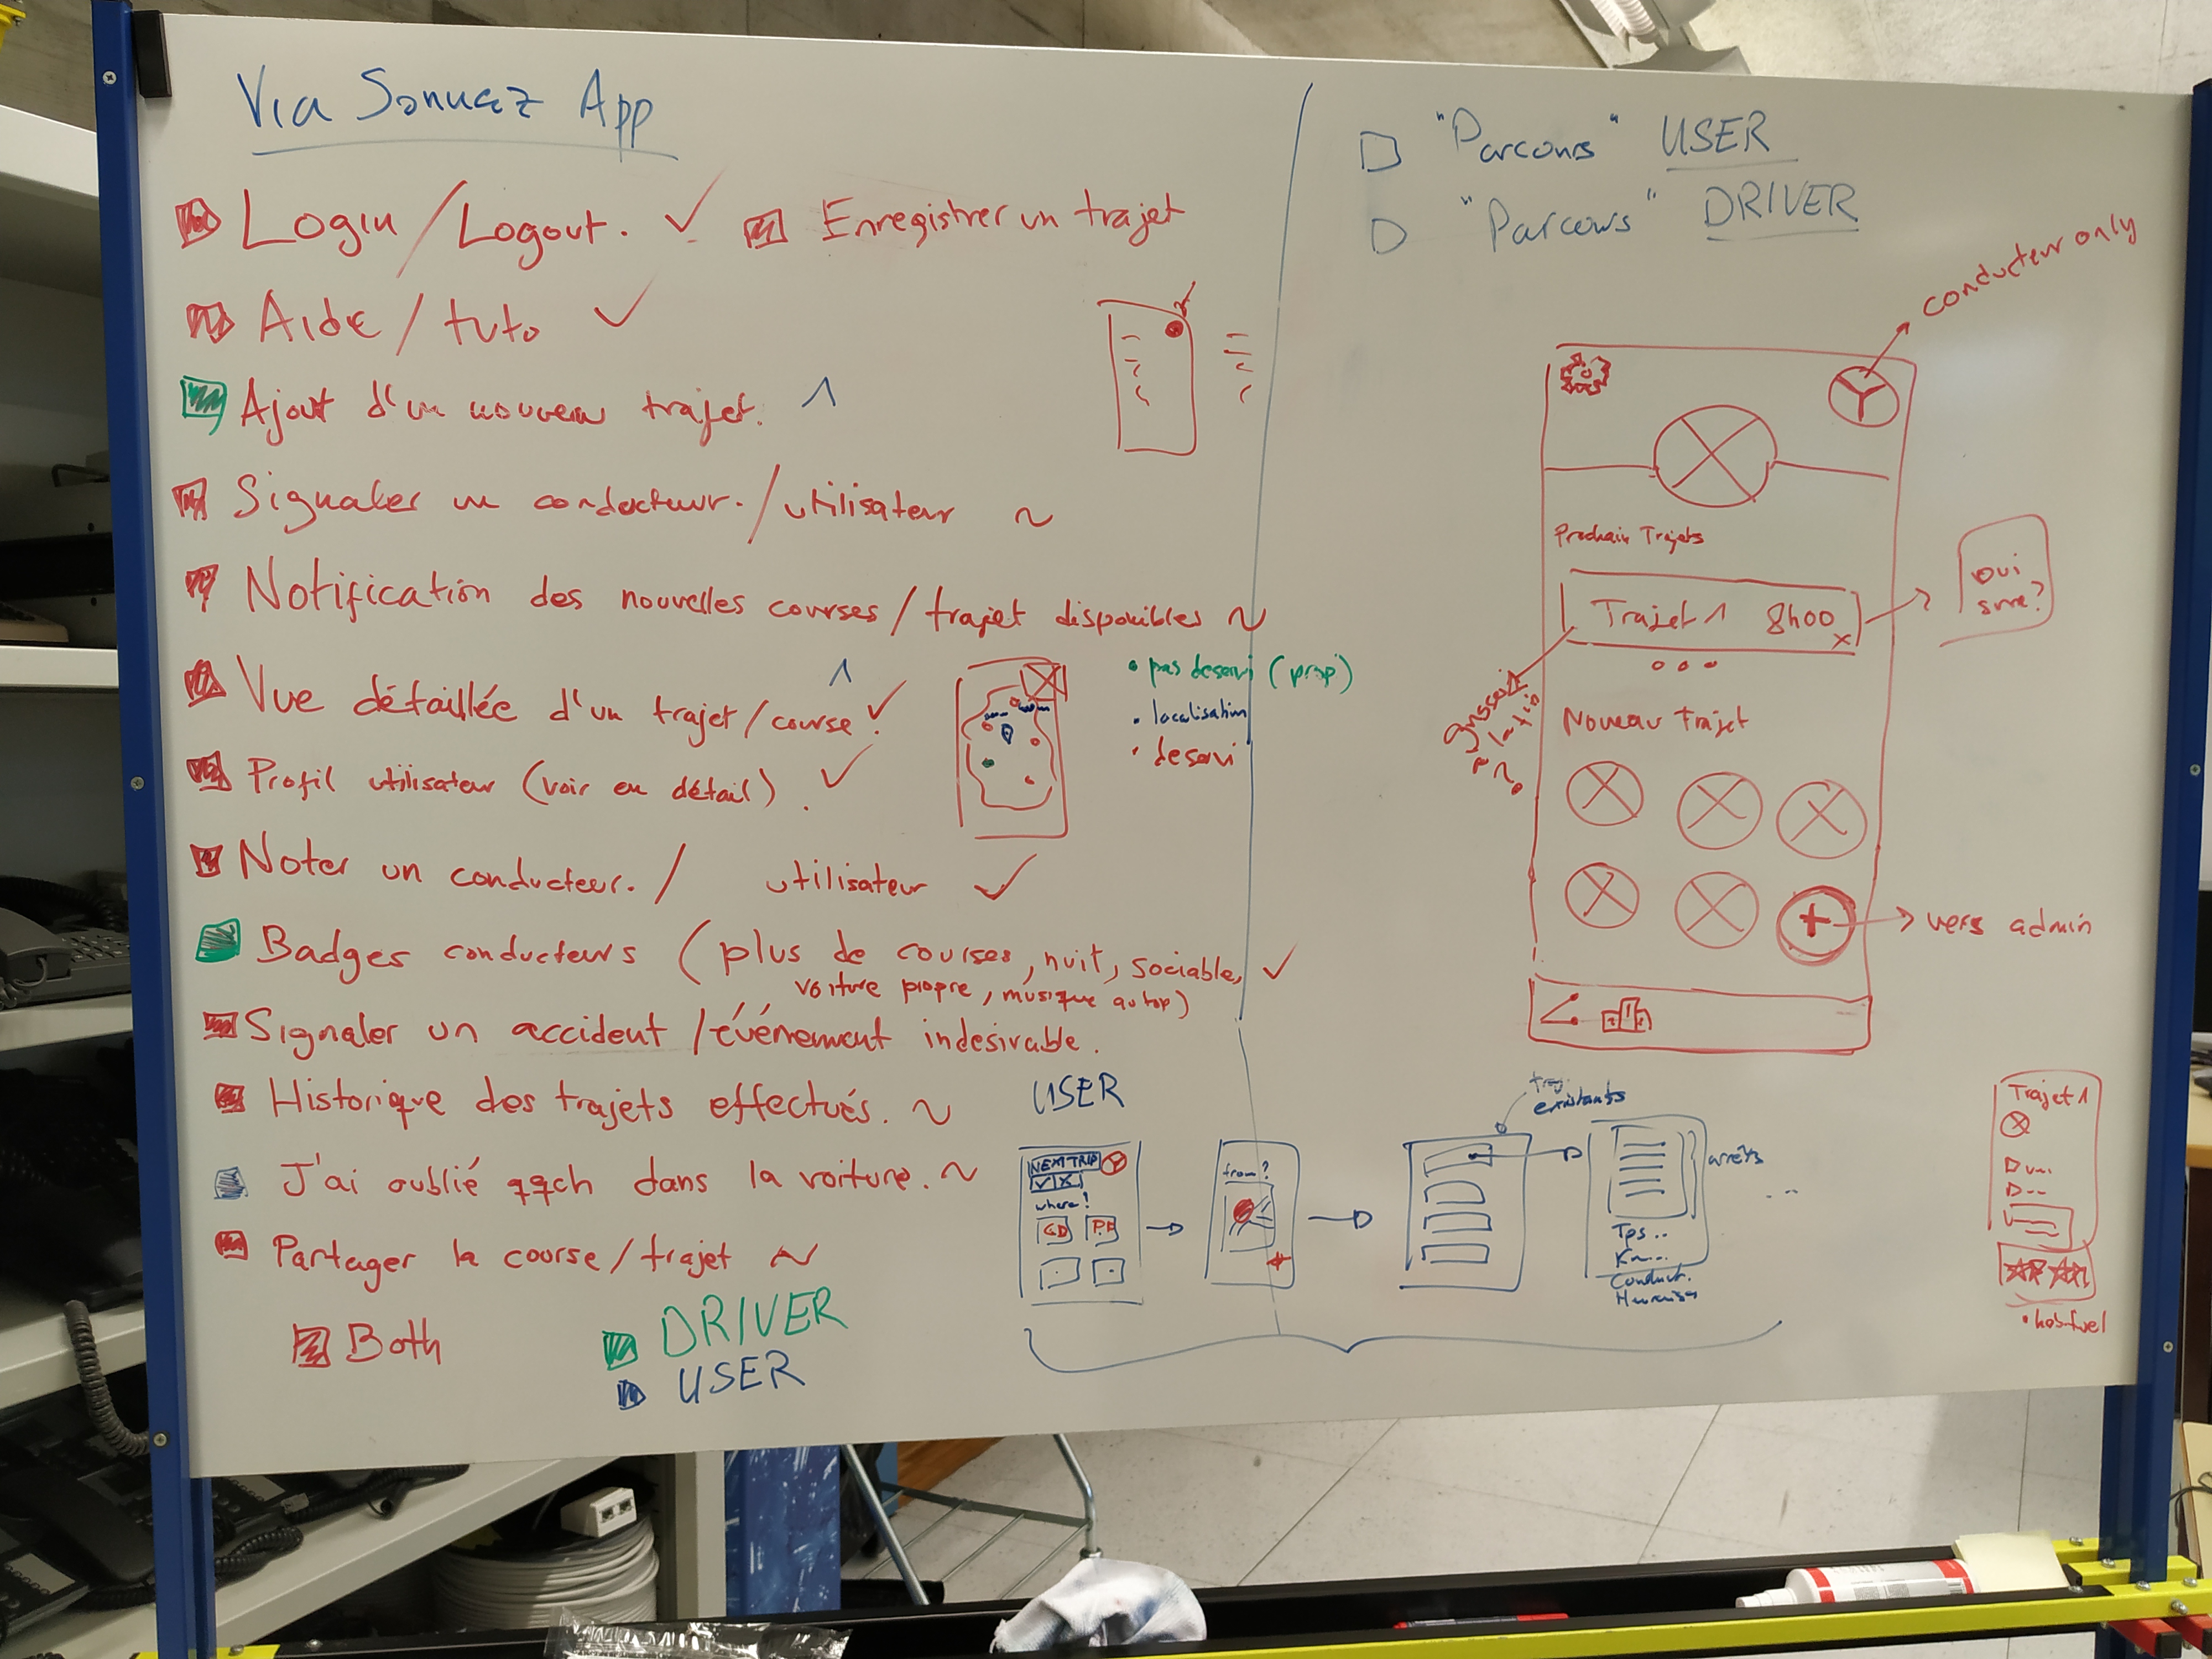 Via Sonuaz App
Login / Logout. ✓
Enregistrer un trajet
Aide / tuto ✓
Ajout d'un nouveau trajet.
Signaler un conducteur. / utilisateur ~
Notification des nouvelles courses / trajet disponibles ~
Vue détaillée d'un trajet / course ✓
Profil utilisateur (voir en détail). ✓
Noter un conducteur. / utilisateur ✓
Badges conducteurs (plus de courses, nuit, sociable, ✓
voiture propre, musique au top)
Signaler un accident / événement indesirable.
Historique des trajets effectués. ~
J'ai oublié qqch dans la voiture. ~
Partager la course / trajet ~
Both
DRIVER
USER
• pas deservi (prop)
• localisation
• deservi
"Parcours" USER
"Parcours" DRIVER
conducteur only
Prochain Trajets
Trajet 1 8h00
x
oui
sure?
Nouveau trajet
+
vers admin
USER
NEXT TRIP
✓ X
where?
from?
existants
arrêts
Tps..
Km...
Conduct.
Trajet 1